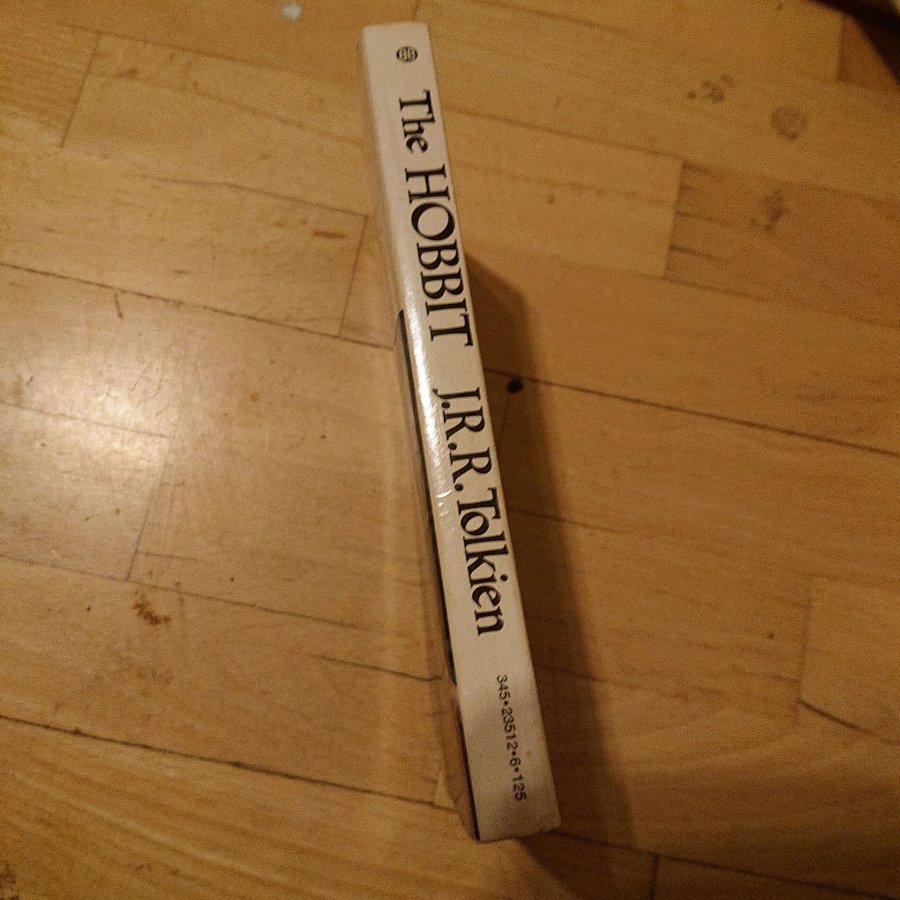 The HOBBIT J.R.R. Tolkien 345•23512•6•125